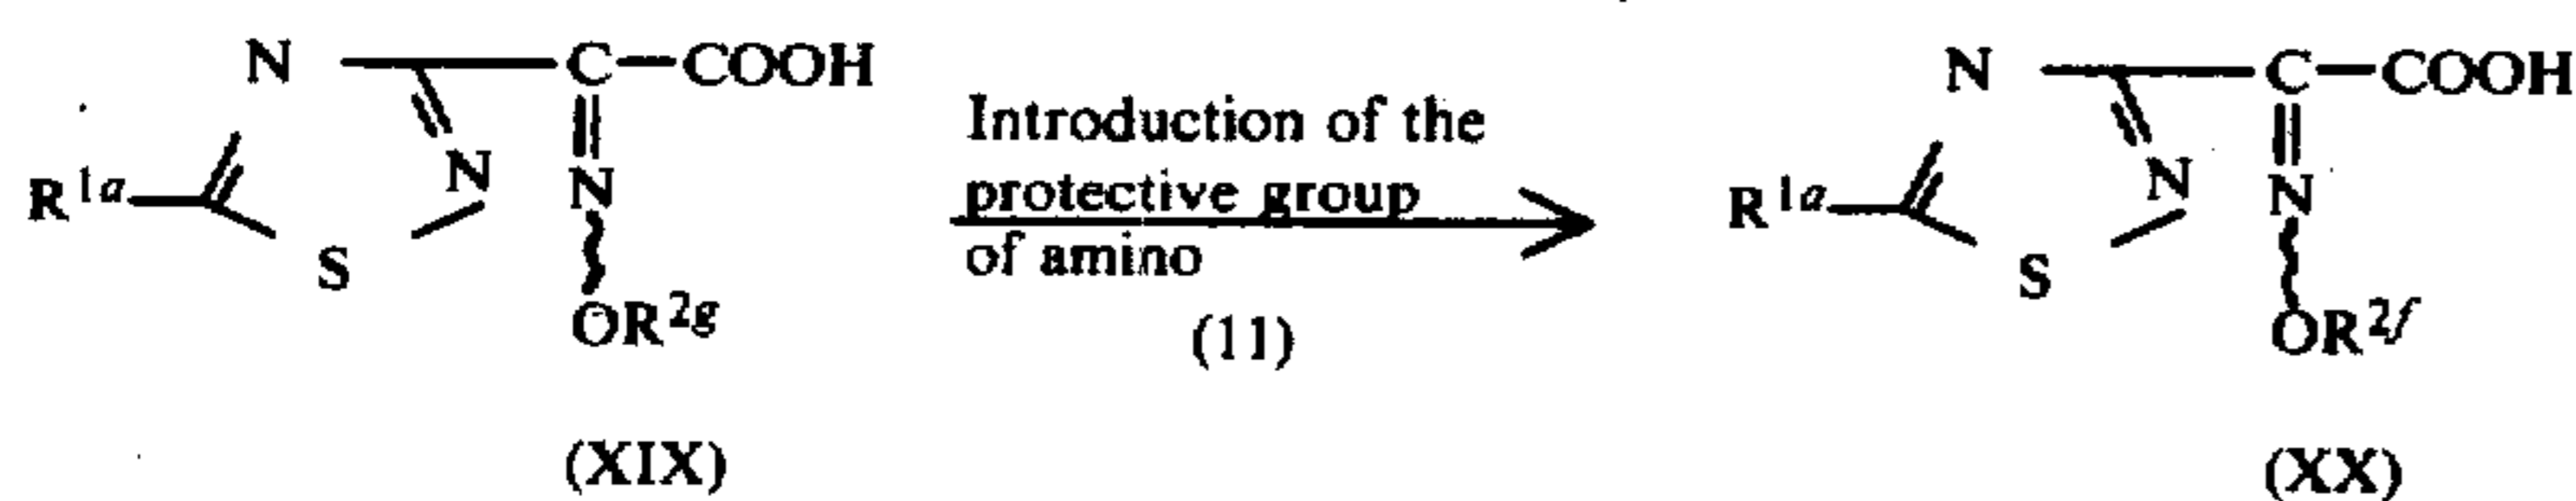 N C—COOH
N
R1a
N
S
OR2g
(XIX)
Introduction of the
protective group
of amino
(11)
N C—COOH
N
R1a
N
S
OR2f
(XX)